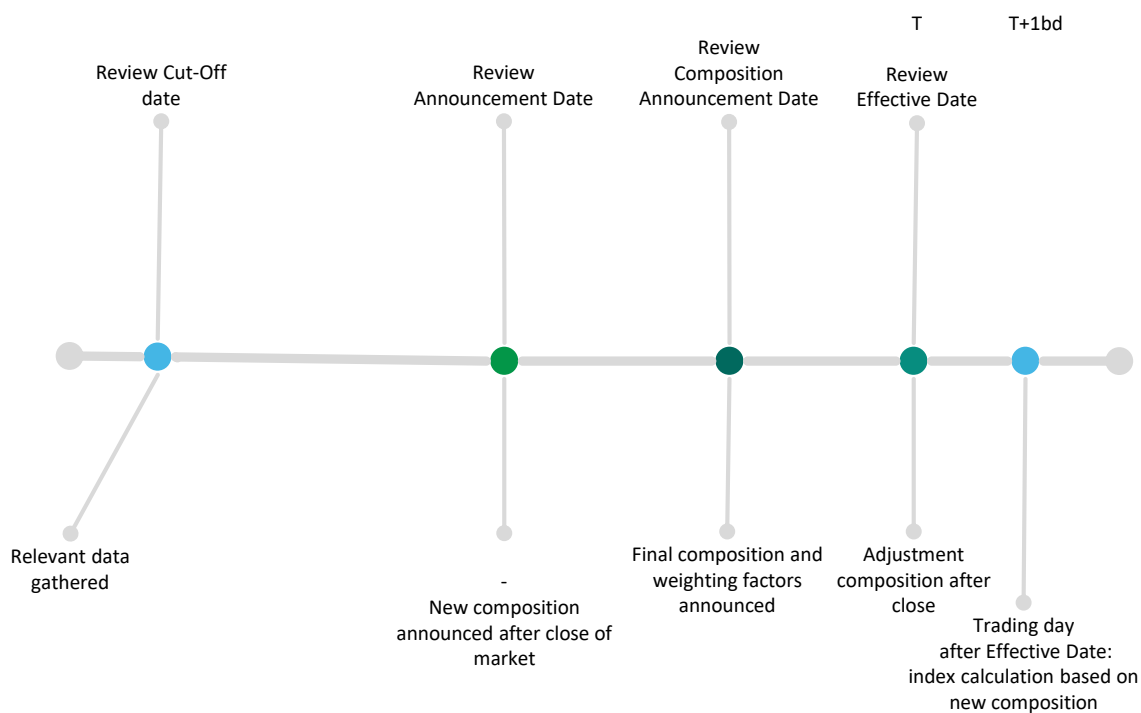 T
T+1bd
Review Cut-Off
date
Review
Announcement Date
Review
Composition
Announcement Date
Review
Effective Date
Relevant data
gathered
-
New composition
announced after close of
market
Final composition and
weighting factors
announced
Adjustment
composition after
close
Trading day
after Effective Date:
index calculation based on
new composition